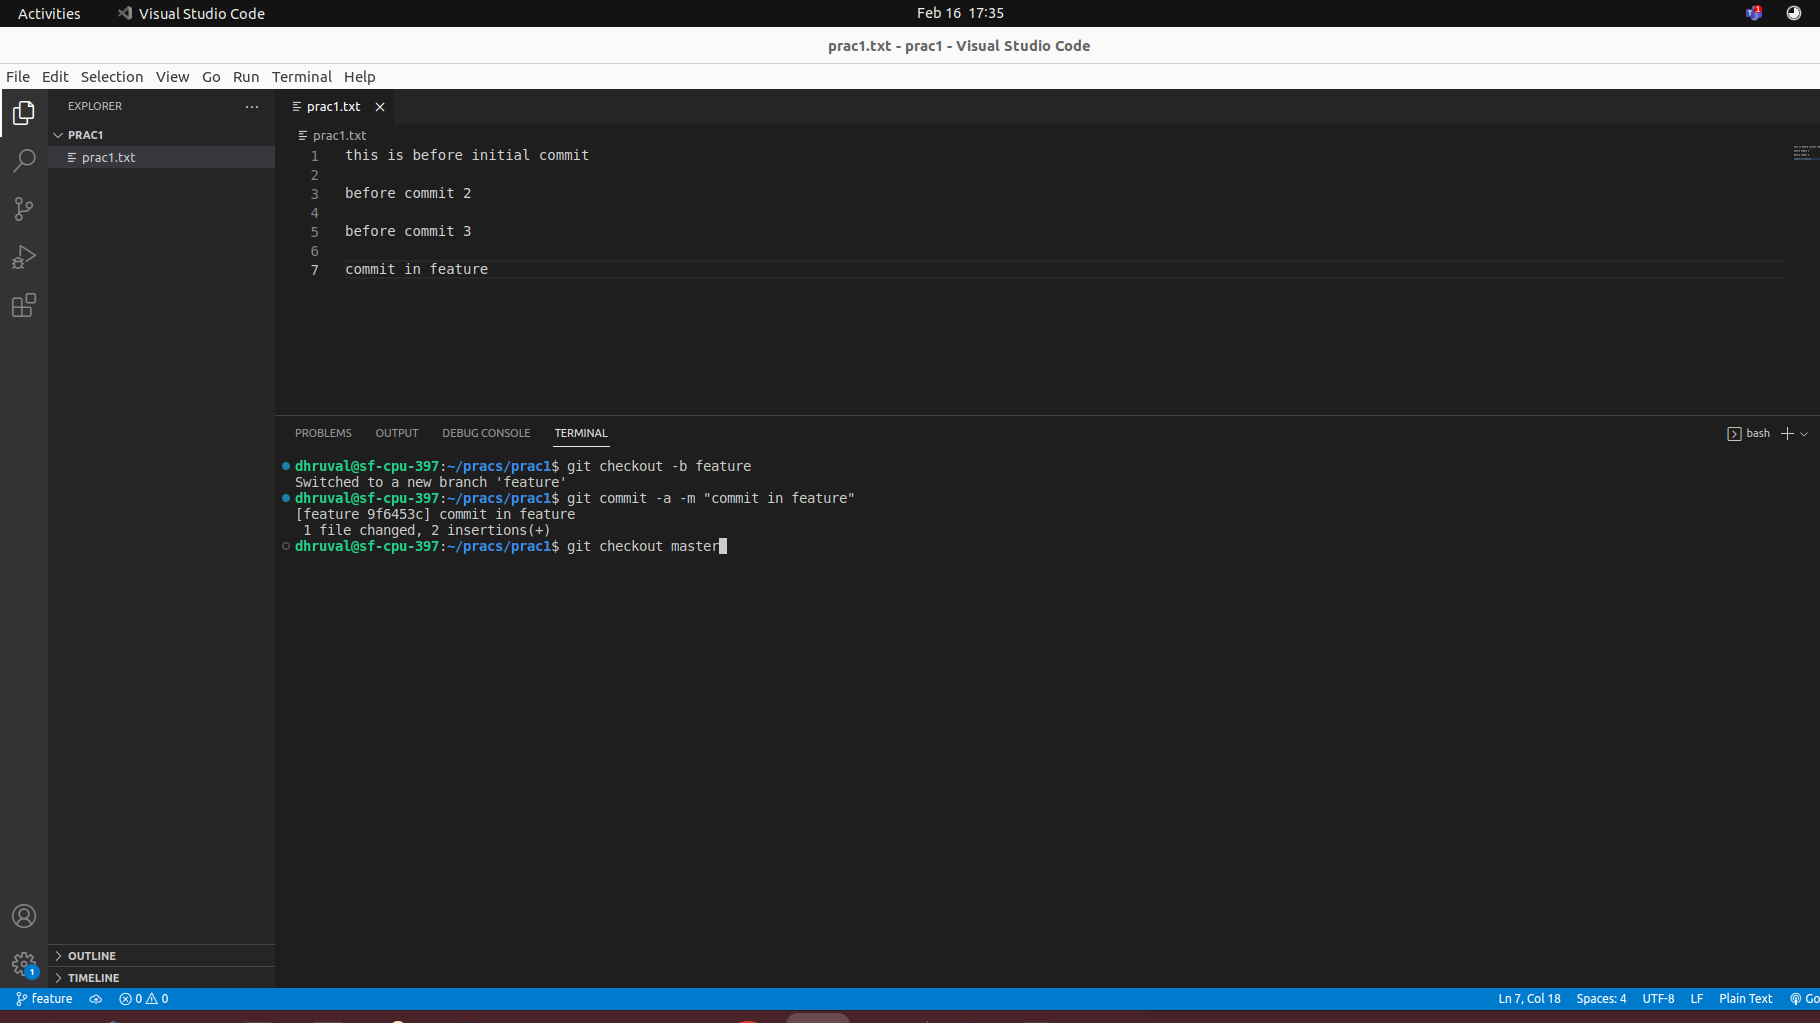 Activities Visual Studio Code Feb 16 17:35 1
prac1.txt - prac1 - Visual Studio Code
File Edit Selection View Go Run Terminal Help
EXPLORER ···
PRAC1
prac1.txt
prac1.txt
prac1.txt
1 this is before initial commit
2
3 before commit 2
4
5 before commit 3
6
7 commit in feature
PROBLEMS OUTPUT DEBUG CONSOLE TERMINAL bash
dhruval@sf-cpu-397:~/pracs/prac1$ git checkout -b feature
Switched to a new branch 'feature'
dhruval@sf-cpu-397:~/pracs/prac1$ git commit -a -m "commit in feature"
[feature 9f6453c] commit in feature
1 file changed, 2 insertions(+)
dhruval@sf-cpu-397:~/pracs/prac1$ git checkout master
OUTLINE
1
TIMELINE
feature 0 0 Ln 7, Col 18 Spaces: 4 UTF-8 LF Plain Text Go